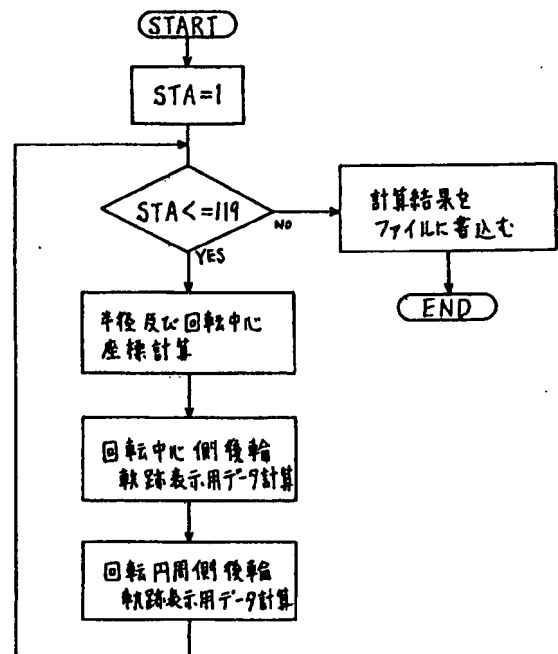 START
STA=1
STA<=119
NO
YES
計算結果を
ファイルに書込む
END
半径及び回転中心
座標計算
回転中心側後輪
軌跡表示用データ計算
回転円周側後輪
軌跡表示用データ計算